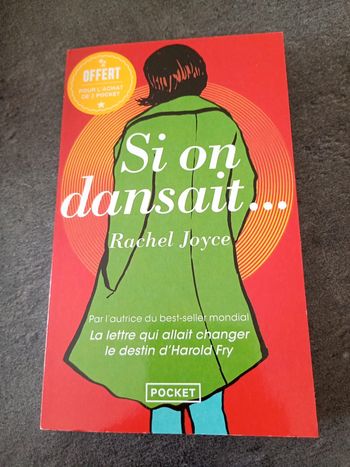 OFFERT
POUR L'ACHAT
DE 2 POCKET
Si on
dansait...
Rachel Joyce
Par l'autrice du best-seller mondial
La lettre qui allait changer
le destin d'Harold Fry
POCKET